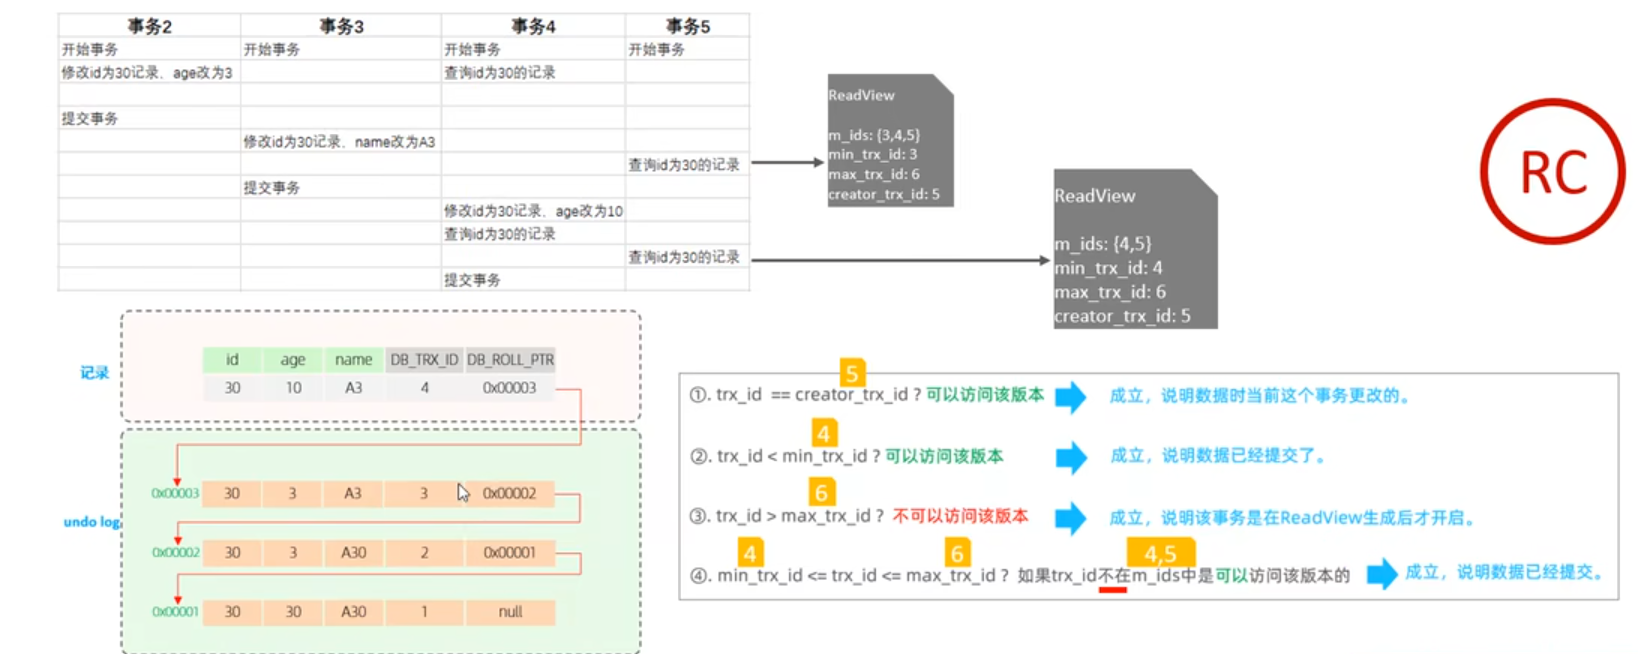 事务2 事务3 事务4 事务5
开始事务 开始事务 开始事务 开始事务
修改id为30记录、age改为3 查询id为30的记录
提交事务
修改id为30记录、name改为A3
查询id为30的记录
提交事务
修改id为30记录、age改为10
查询id为30的记录
查询id为30的记录
提交事务
ReadView
m_ids: {3,4,5}
min_trx_id: 3
max_trx_id: 6
creator_trx_id: 5
ReadView
m_ids: {4,5}
min_trx_id: 4
max_trx_id: 6
creator_trx_id: 5
RC
记录
id age name DB_TRX_ID DB_ROLL_PTR
30 10 A3 4 0x00003
undo log
0x00003 30 3 A3 3 0x00002
0x00002 30 3 A30 2 0x00001
0x00001 30 30 A30 1 null
5
①. trx_id == creator_trx_id ? 可以访问该版本 成立，说明数据时当前这个事务更改的。
4
②. trx_id < min_trx_id ? 可以访问该版本 成立，说明数据已经提交了。
6
③. trx_id > max_trx_id ? 不可以访问该版本 成立，说明该事务是在ReadView生成后才开启。
4 6 4,5
④. min_trx_id <= trx_id <= max_trx_id ? 如果trx_id不在m_ids中是可以访问该版本的 成立，说明数据已经提交。